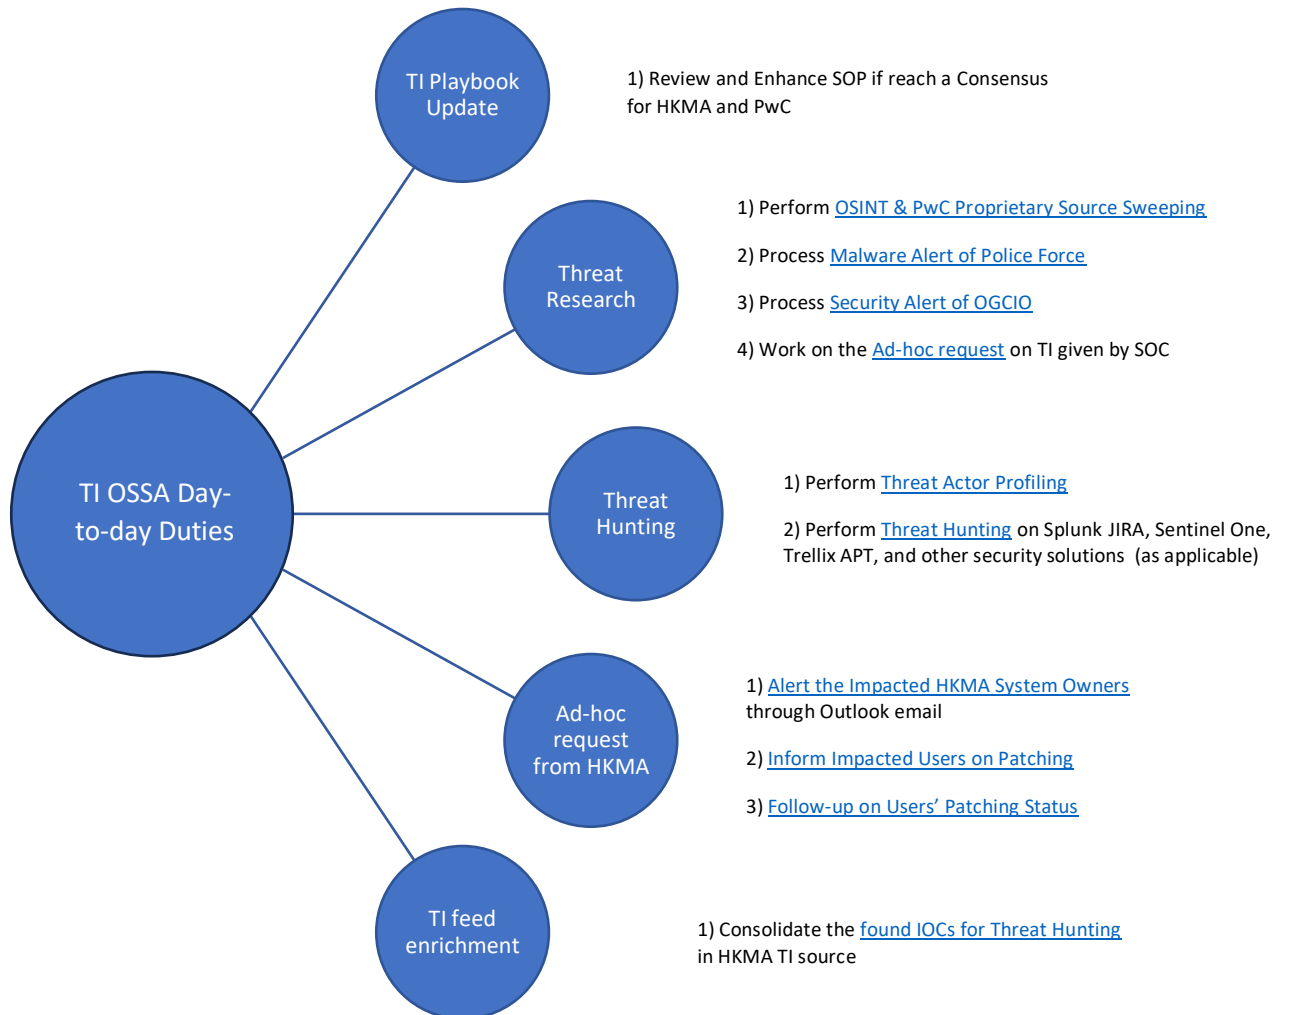 TI Playbook
Update
1) Review and Enhance SOP if reach a Consensus
for HKMA and PwC
Threat
Research
1) Perform OSINT & PwC Proprietary Source Sweeping
2) Process Malware Alert of Police Force
3) Process Security Alert of OGCIO
4) Work on the Ad-hoc request on TI given by SOC
TI OSSA Day-
to-day Duties
Threat
Hunting
1) Perform Threat Actor Profiling
2) Perform Threat Hunting on Splunk JIRA, Sentinel One,
Trellix APT, and other security solutions (as applicable)
Ad-hoc
request
from HKMA
1) Alert the Impacted HKMA System Owners
through Outlook email
2) Inform Impacted Users on Patching
3) Follow-up on Users' Patching Status
TI feed
enrichment
1) Consolidate the found IOCs for Threat Hunting
in HKMA TI source